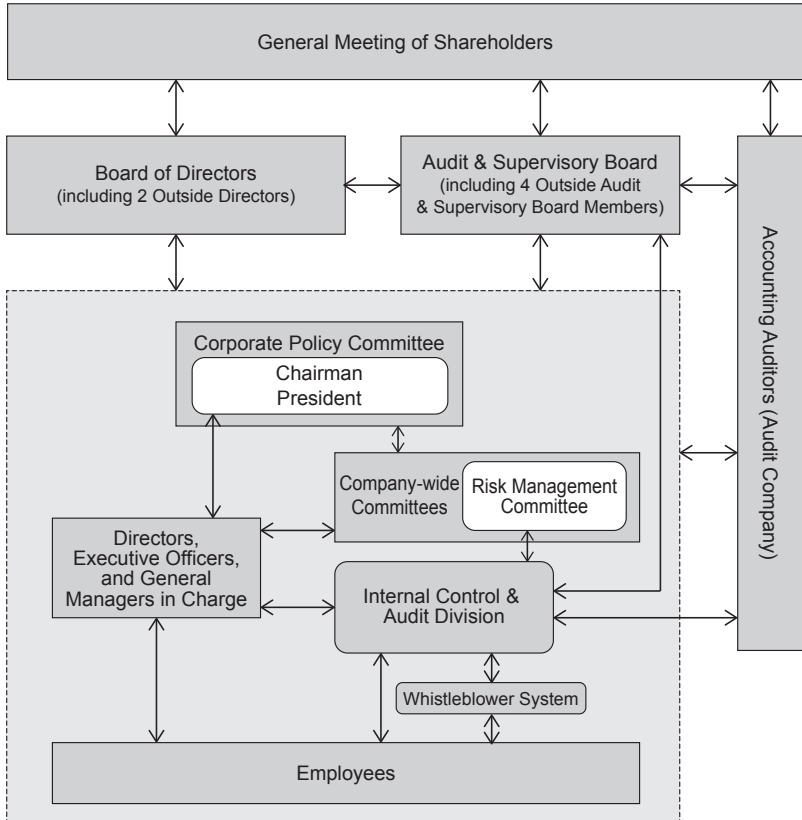 General Meeting of Shareholders
Board of Directors
(including 2 Outside Directors)
Audit & Supervisory Board
(including 4 Outside Audit
& Supervisory Board Members)
Accounting Auditors (Audit Company)
Corporate Policy Committee
Chairman
President
Company-wide
Committees
Risk Management
Committee
Directors,
Executive Officers,
and General
Managers in Charge
Internal Control &
Audit Division
Whistleblower System
Employees